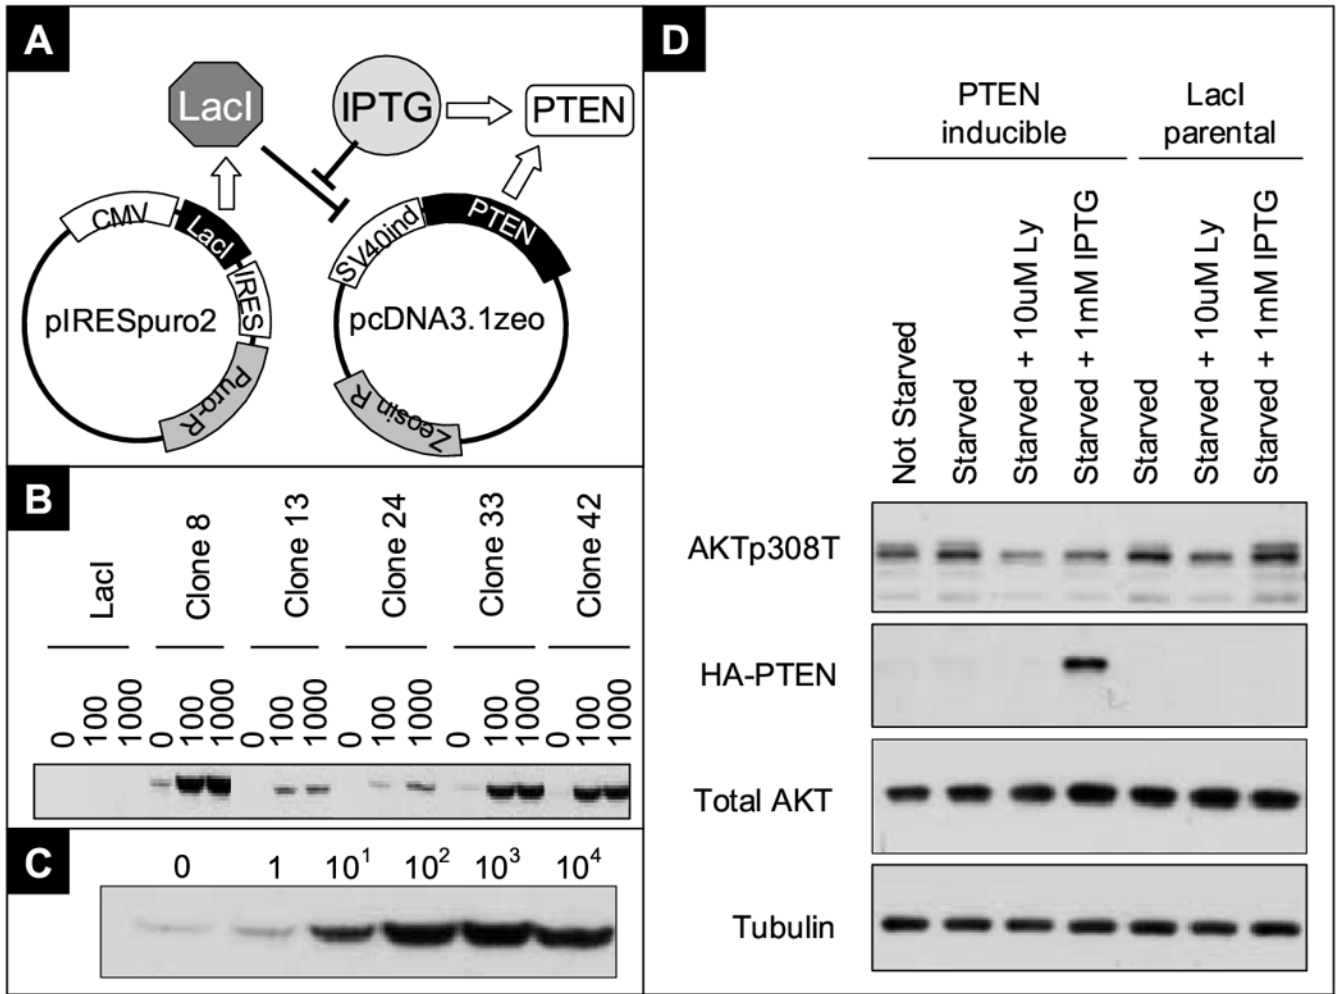 A
LacI
IPTG
PTEN
CMV
LacI
IRES
Puro-R
pIRESpuro2
SV40ind
PTEN
Zeosin R
pcDNA3.1zeo
B
LacI
Clone 8
Clone 13
Clone 24
Clone 33
Clone 42
0 100 1000 0 100 1000 0 100 1000 0 100 1000 0 100 1000 0 100 1000
C
0 1 10¹ 10² 10³ 10⁴
D
PTEN
inducible
LacI
parental
Not Starved
Starved
Starved + 10uM Ly
Starved + 1mM IPTG
Starved
Starved + 10uM Ly
Starved + 1mM IPTG
AKTp308T
HA-PTEN
Total AKT
Tubulin